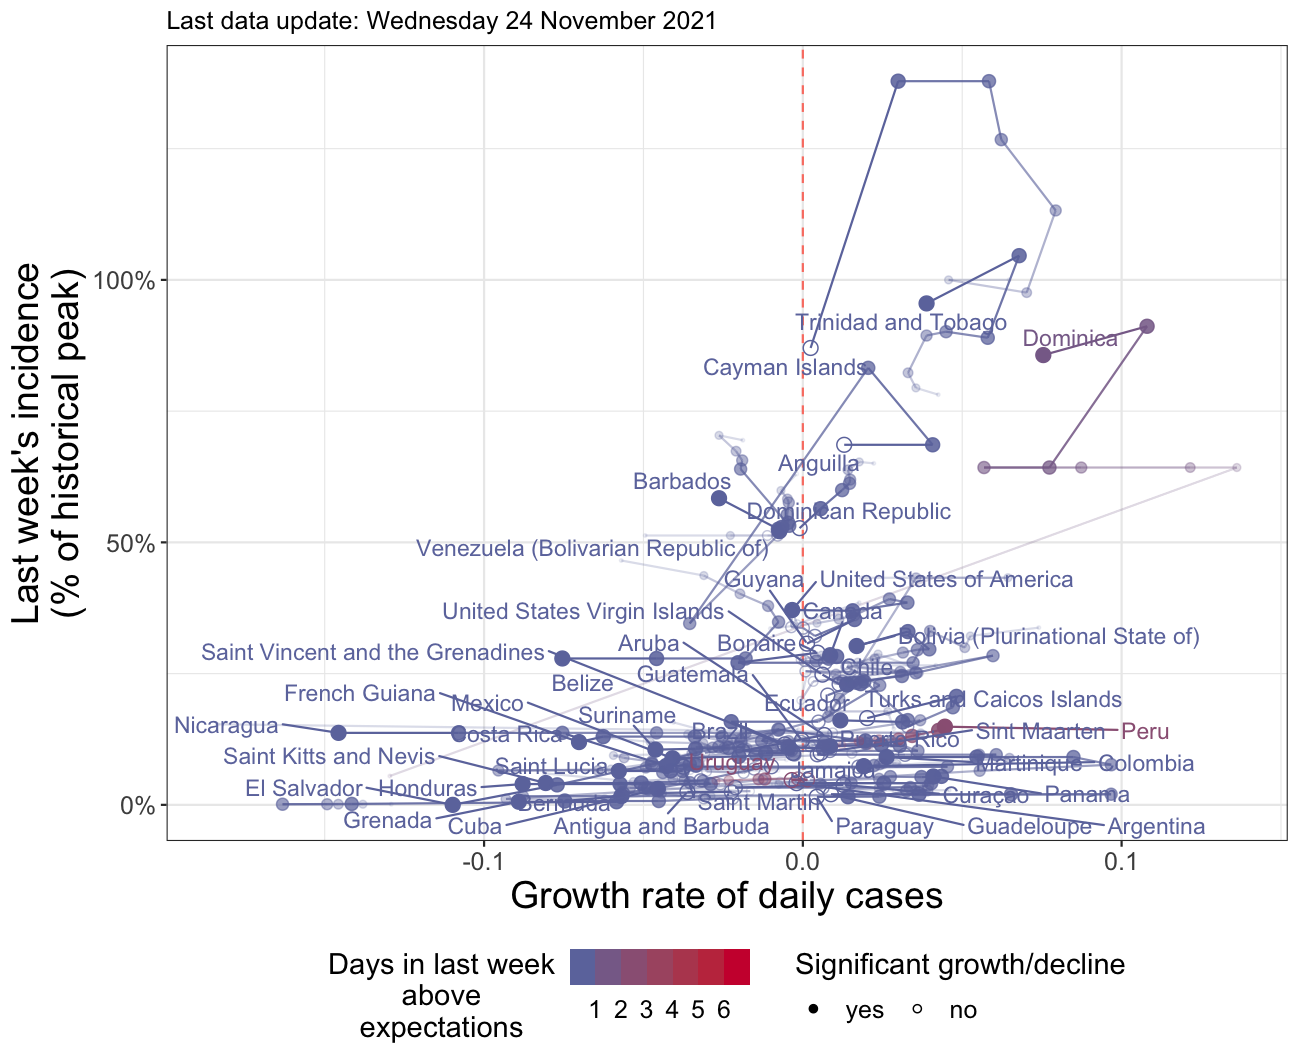 Last data update: Wednesday 24 November 2021
Last week's incidence
(% of historical peak)
100%
50%
0%
Trinidad and Tobago
Dominica
Cayman Islands
Anguilla
Barbados
Dominican Republic
Venezuela (Bolivarian Republic of)
Guyana
United States of America
United States Virgin Islands
Canada
Aruba
Bonaire
Bolivia (Plurinational State of)
Saint Vincent and the Grenadines
Guatemala
Chile
Belize
French Guiana
Mexico
Ecuador
Turks and Caicos Islands
Suriname
Nicaragua
Costa Rica
Brazil
Puerto Rico
Sint Maarten
Peru
Saint Kitts and Nevis
Saint Lucia
Uruguay
Jamaica
Martinique
Colombia
El Salvador
Honduras
Bermuda
Saint Martin
Curaçao
Panama
Grenada
Cuba
Antigua and Barbuda
Paraguay
Guadeloupe
Argentina
-0.1
0.0
0.1
Growth rate of daily cases
Days in last week
above
expectations
1 2 3 4 5 6
Significant growth/decline
yes
no